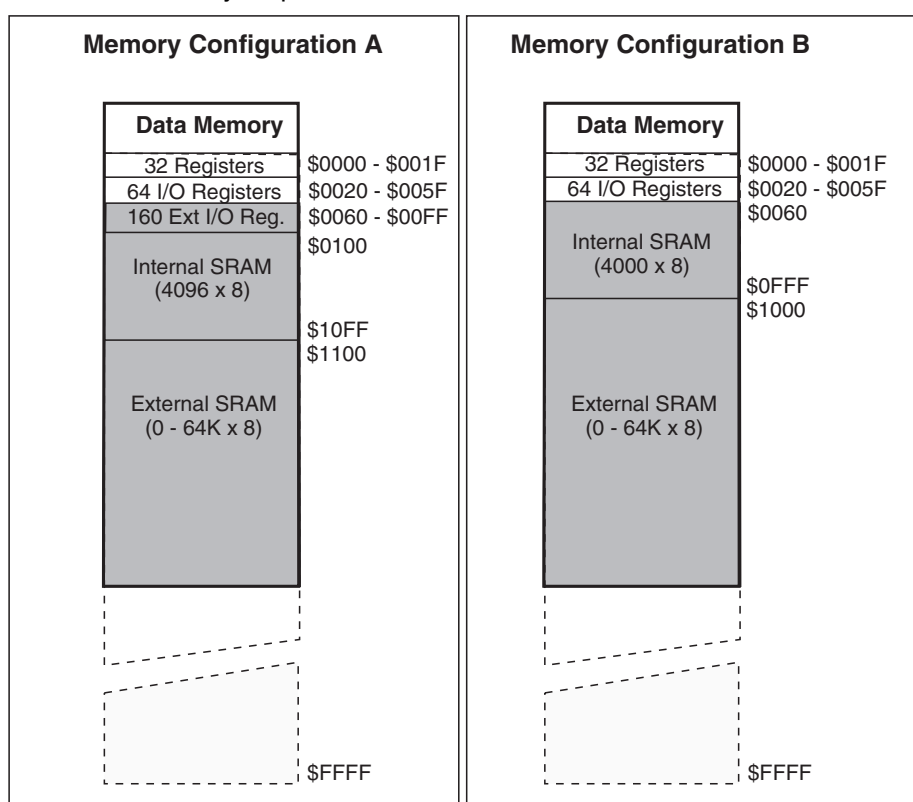 Memory Configuration A
Data Memory
32 Registers
$0000 - $001F
64 I/O Registers
$0020 - $005F
160 Ext I/O Reg.
$0060 - $00FF
$0100
Internal SRAM
(4096 x 8)
$10FF
$1100
External SRAM
(0 - 64K x 8)
$FFFF
Memory Configuration B
Data Memory
32 Registers
$0000 - $001F
64 I/O Registers
$0020 - $005F
$0060
Internal SRAM
(4000 x 8)
$0FFF
$1000
External SRAM
(0 - 64K x 8)
$FFFF